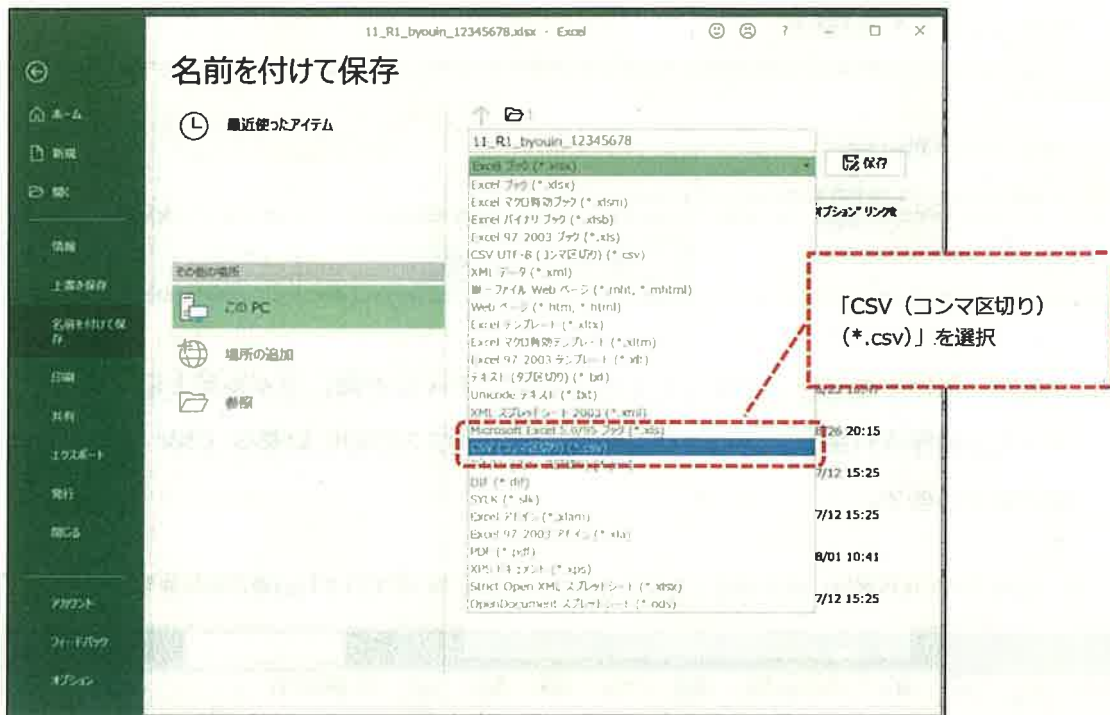 11_R1_byouin_12345678.xlsx - Excel
?
名前を付けて保存
ホーム
新規
開く
情報
上書き保存
名前を付けて保
存
印刷
共有
エクスポート
発行
閉じる
アカウント
フィードバック
オプション
最近使ったアイテム
その他の場所
この PC
場所の追加
参照
11_R1_byouin_12345678
Excel ブック (*.xlsx)
保存
Excel ブック (*.xlsx)
Excel マクロ有効ブック (*.xlsm)
Excel バイナリ ブック (*.xlsb)
Excel 97-2003 ブック (*.xls)
CSV UTF-8 (コンマ区切り) (*.csv)
XML データ (*.xml)
単一ファイル Web ページ (*.mht, *.mhtml)
Web ページ (*.htm, *.html)
Excel テンプレート (*.xltx)
Excel マクロ有効テンプレート (*.xltm)
Excel 97-2003 テンプレート (*.xlt)
テキスト (タブ区切り) (*.txt)
Unicode テキスト (*.txt)
XML スプレッドシート 2003 (*.xml)
Microsoft Excel 5.0/95 ブック (*.xls)
CSV (コンマ区切り) (*.csv)
DIF (*.dif)
SYLK (*.slk)
Excel アドイン (*.xlam)
Excel 97-2003 アドイン (*.xla)
PDF (*.pdf)
XPS ドキュメント (*.xps)
Strict Open XML スプレッドシート (*.xlsx)
OpenDocument スプレッドシート (*.ods)
オプション" リンクを
「CSV（コンマ区切り）
（*.csv）」を選択
26 20:15
7/12 15:25
7/12 15:25
8/01 10:41
7/12 15:25